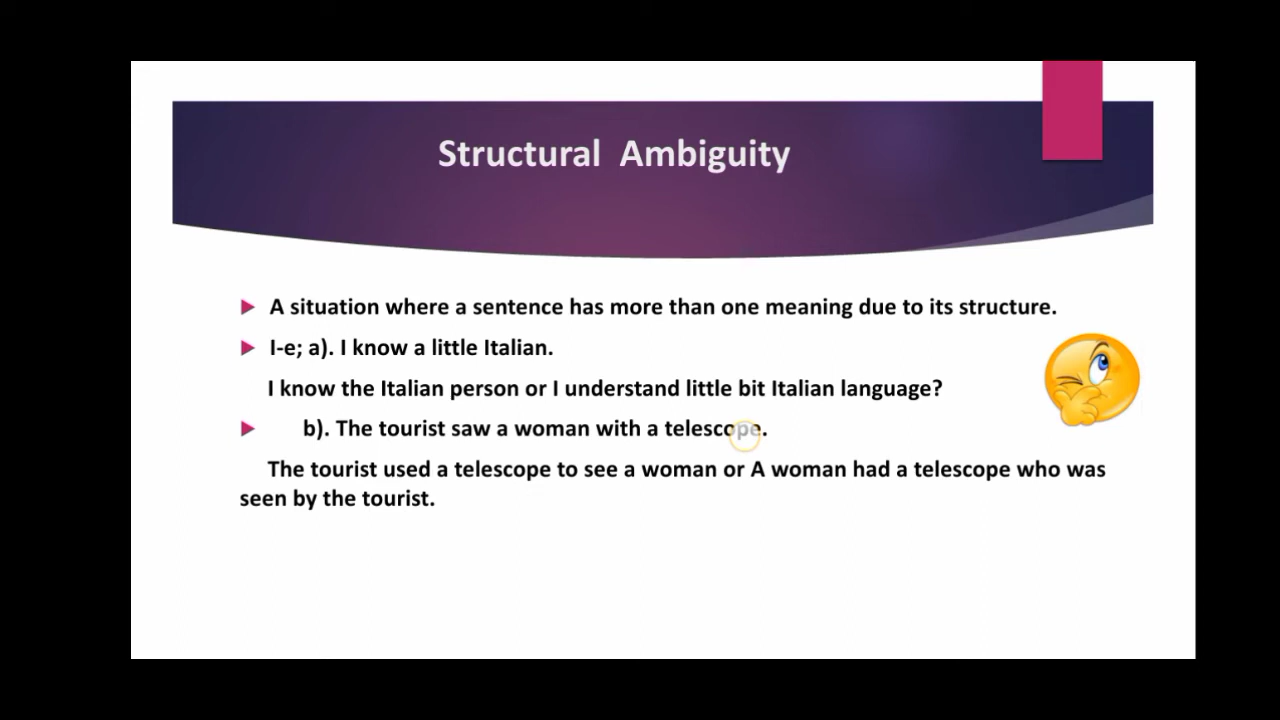 Structural Ambiguity
A situation where a sentence has more than one meaning due to its structure.
I-e; a). I know a little Italian.
I know the Italian person or I understand little bit Italian language?
b). The tourist saw a woman with a telescope.
The tourist used a telescope to see a woman or A woman had a telescope who was
seen by the tourist.